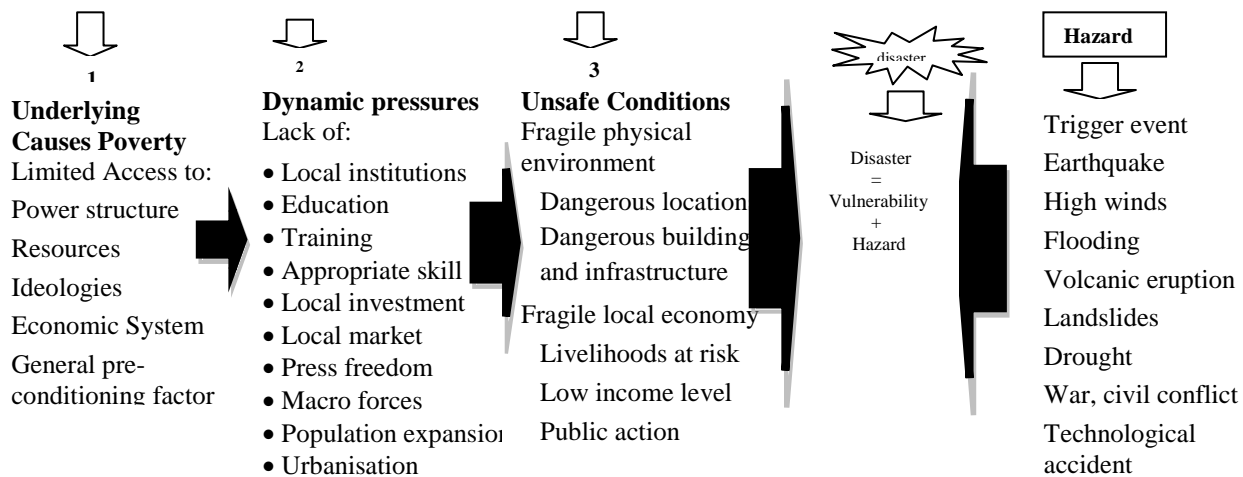 1
Underlying
Causes Poverty
Limited Access to:
Power structure
Resources
Ideologies
Economic System
General pre-
conditioning factor
2
Dynamic pressures
Lack of:
• Local institutions
• Education
• Training
• Appropriate skill
• Local investment
• Local market
• Press freedom
• Macro forces
• Population expansion
• Urbanisation
3
Unsafe Conditions
Fragile physical
environment
Dangerous location
Dangerous building
and infrastructure
Fragile local economy
Livelihoods at risk
Low income level
Public action
disaster
Disaster
=
Vulnerability
+
Hazard
Hazard
Trigger event
Earthquake
High winds
Flooding
Volcanic eruption
Landslides
Drought
War, civil conflict
Technological
accident